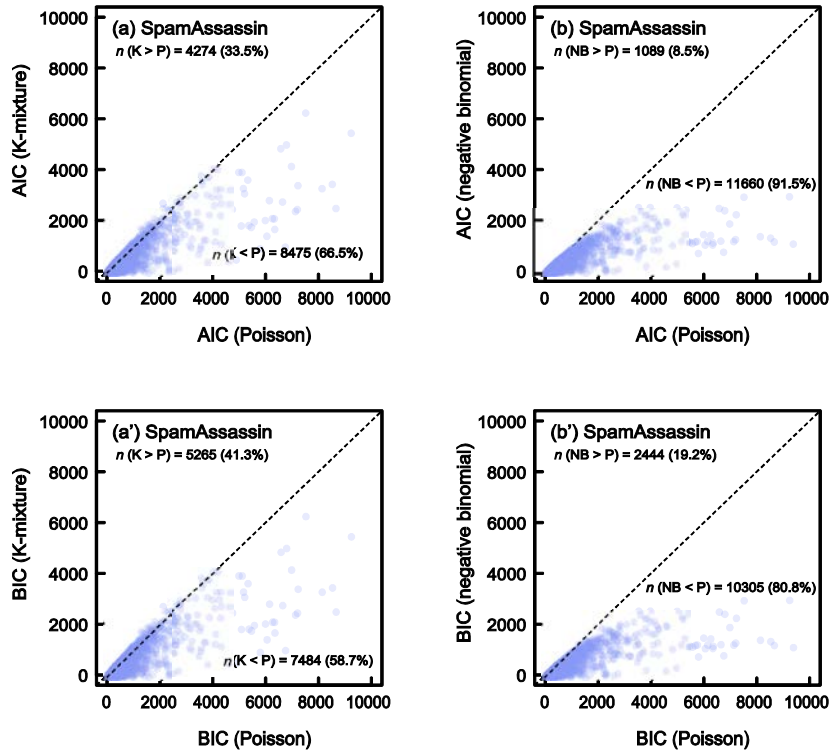 (a) SpamAssassin
n (K > P) = 4274 (33.5%)
n (K < P) = 8475 (66.5%)
AIC (K-mixture)
10000
8000
6000
4000
2000
0
0 2000 4000 6000 8000 10000
AIC (Poisson)
(b) SpamAssassin
n (NB > P) = 1089 (8.5%)
n (NB < P) = 11660 (91.5%)
AIC (negative binomial)
10000
8000
6000
4000
2000
0
0 2000 4000 6000 8000 10000
AIC (Poisson)
(a') SpamAssassin
n (K > P) = 5265 (41.3%)
n (K < P) = 7484 (58.7%)
BIC (K-mixture)
10000
8000
6000
4000
2000
0
0 2000 4000 6000 8000 10000
BIC (Poisson)
(b') SpamAssassin
n (NB > P) = 2444 (19.2%)
n (NB < P) = 10305 (80.8%)
BIC (negative binomial)
10000
8000
6000
4000
2000
0
0 2000 4000 6000 8000 10000
BIC (Poisson)